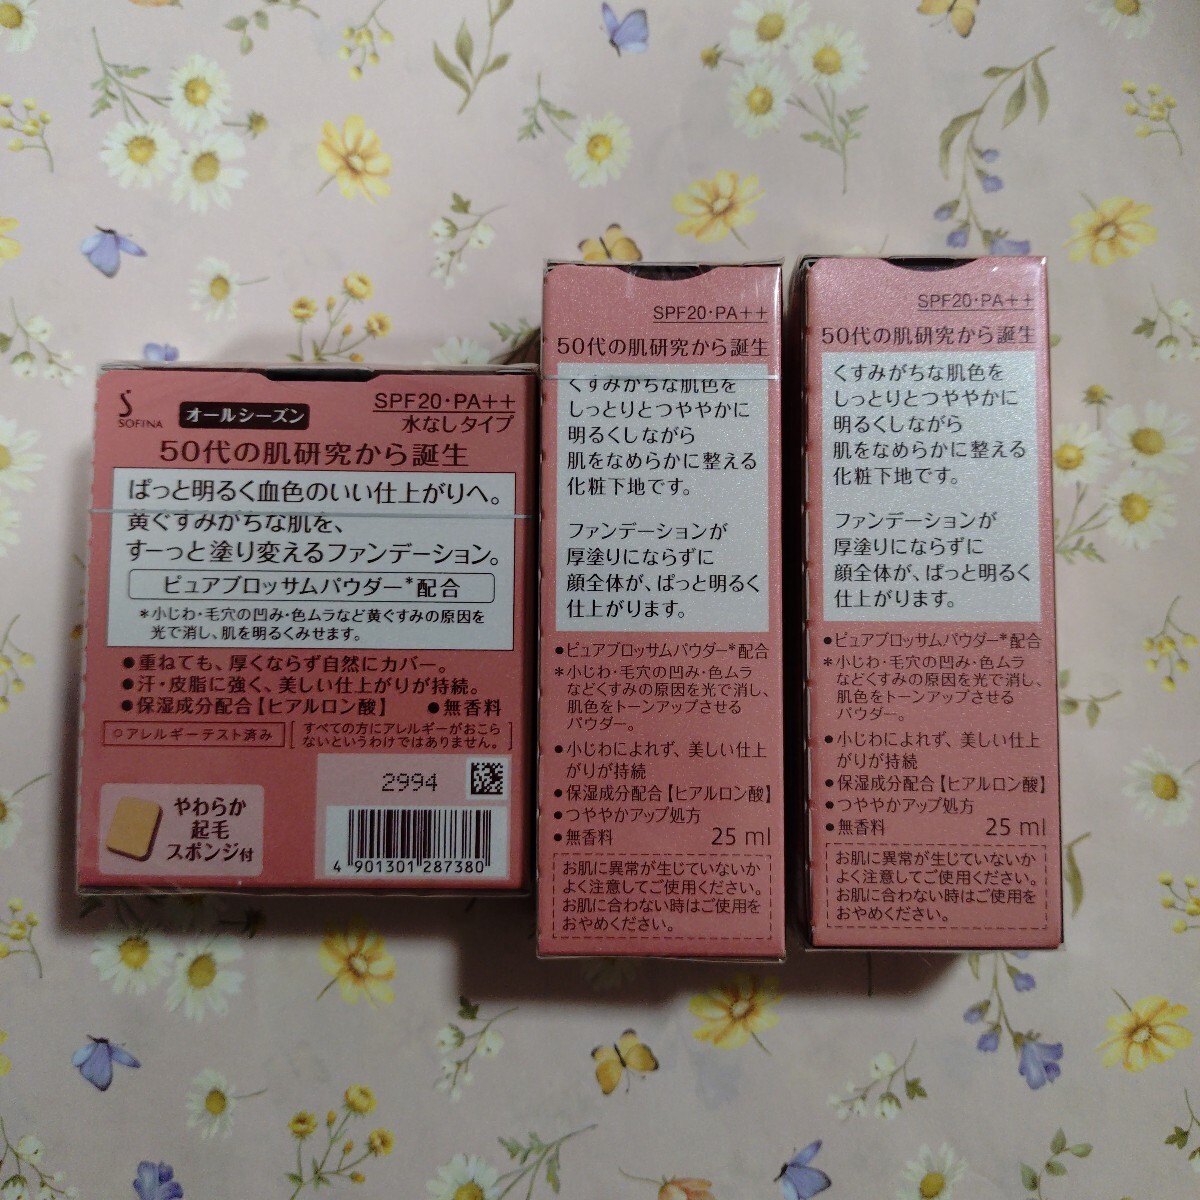 SOFINA
オールシーズン
SPF20・PA++
水なしタイプ
50代の肌研究から誕生
ぱっと明るく血色のいい仕上がりへ。
黄ぐすみがちな肌を、
すーっと塗り変えるファンデーション。
ピュアブロッサムパウダー*配合
*小じわ・毛穴の凹み・色ムラなど黄ぐすみの原因を
光で消し、肌を明るくみせます。
●重ねても、厚くならず自然にカバー。
●汗・皮脂に強く、美しい仕上がりが持続。
●保湿成分配合【ヒアルロン酸】 ●無香料
○アレルギーテスト済み
すべての方にアレルギーがおこら
ないというわけではありません。
やわらか
起毛
スポンジ付
2994
4 901301 287380
SPF20・PA++
50代の肌研究から誕生
くすみがちな肌色を
しっとりとつややかに
明るくしながら
肌をなめらかに整える
化粧下地です。
ファンデーションが
厚塗りにならずに
顔全体が、ぱっと明るく
仕上がります。
●ピュアブロッサムパウダー*配合
*小じわ・毛穴の凹み・色ムラ
などくすみの原因を光で消し、
肌色をトーンアップさせる
パウダー。
●小じわによれず、美しい仕上
がりが持続
●保湿成分配合【ヒアルロン酸】
●つややかアップ処方
●無香料 25 ml
お肌に異常が生じていないか
よく注意してご使用ください。
お肌に合わない時はご使用を
おやめください。
SPF20・PA++
50代の肌研究から誕生
くすみがちな肌色を
しっとりとつややかに
明るくしながら
肌をなめらかに整える
化粧下地です。
ファンデーションが
厚塗りにならずに
顔全体が、ぱっと明るく
仕上がります。
●ピュアブロッサムパウダー*配合
*小じわ・毛穴の凹み・色ムラ
などくすみの原因を光で消し、
肌色をトーンアップさせる
パウダー。
●小じわによれず、美しい仕上
がりが持続
●保湿成分配合【ヒアルロン酸】
●つややかアップ処方
●無香料 25 ml
お肌に異常が生じていないか
よく注意してご使用ください。
お肌に合わない時はご使用を
おやめください。